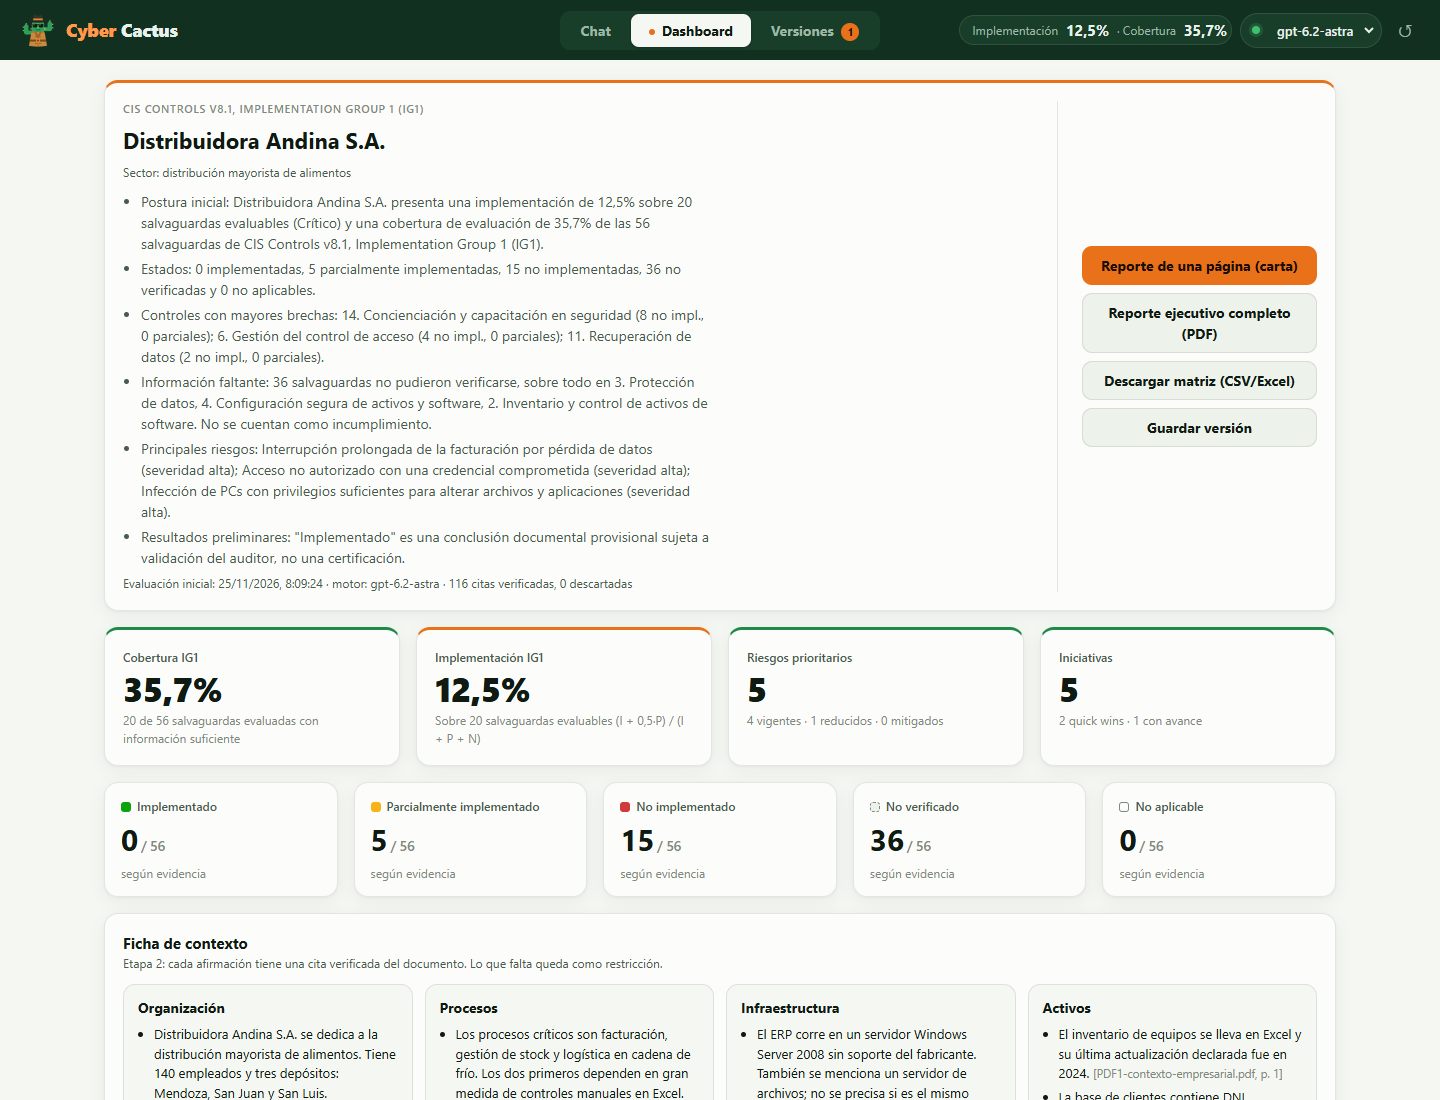 Cyber Cactus
Chat
Dashboard
Versiones 1
Implementación 12,5% · Cobertura 35,7%
gpt-6.2-astra
CIS CONTROLS V8.1, IMPLEMENTATION GROUP 1 (IG1)
Distribuidora Andina S.A.
Sector: distribución mayorista de alimentos
• Postura inicial: Distribuidora Andina S.A. presenta una implementación de 12,5% sobre 20
salvaguardas evaluables (Crítico) y una cobertura de evaluación de 35,7% de las 56
salvaguardas de CIS Controls v8.1, Implementation Group 1 (IG1).
• Estados: 0 implementadas, 5 parcialmente implementadas, 15 no implementadas, 36 no
verificadas y 0 no aplicables.
• Controles con mayores brechas: 14. Concienciación y capacitación en seguridad (8 no impl.,
0 parciales); 6. Gestión del control de acceso (4 no impl., 0 parciales); 11. Recuperación de
datos (2 no impl., 0 parciales).
• Información faltante: 36 salvaguardas no pudieron verificarse, sobre todo en 3. Protección
de datos, 4. Configuración segura de activos y software, 2. Inventario y control de activos de
software. No se cuentan como incumplimiento.
• Principales riesgos: Interrupción prolongada de la facturación por pérdida de datos
(severidad alta); Acceso no autorizado con una credencial comprometida (severidad alta);
Infección de PCs con privilegios suficientes para alterar archivos y aplicaciones (severidad
alta).
• Resultados preliminares: "Implementado" es una conclusión documental provisional sujeta a
validación del auditor, no una certificación.
Evaluación inicial: 25/11/2026, 8:09:24 · motor: gpt-6.2-astra · 116 citas verificadas, 0 descartadas
Reporte de una página (carta)
Reporte ejecutivo completo
(PDF)
Descargar matriz (CSV/Excel)
Guardar versión
Cobertura IG1
35,7%
20 de 56 salvaguardas evaluadas con
información suficiente
Implementación IG1
12,5%
Sobre 20 salvaguardas evaluables (I + 0,5·P) / (I
+ P + N)
Riesgos prioritarios
5
4 vigentes · 1 reducidos · 0 mitigados
Iniciativas
5
2 quick wins · 1 con avance
Implementado
0 / 56
según evidencia
Parcialmente implementado
5 / 56
según evidencia
No implementado
15 / 56
según evidencia
No verificado
36 / 56
según evidencia
No aplicable
0 / 56
según evidencia
Ficha de contexto
Etapa 2: cada afirmación tiene una cita verificada del documento. Lo que falta queda como restricción.
Organización
• Distribuidora Andina S.A. se dedica a la
distribución mayorista de alimentos. Tiene
140 empleados y tres depósitos:
Mendoza, San Juan y San Luis.
Procesos
• Los procesos críticos son facturación,
gestión de stock y logística en cadena de
frío. Los dos primeros dependen en gran
medida de controles manuales en Excel.
Infraestructura
• El ERP corre en un servidor Windows
Server 2008 sin soporte del fabricante.
También se menciona un servidor de
archivos; no se precisa si es el mismo
Activos
• El inventario de equipos se lleva en Excel y
su última actualización declarada fue en
2024. [PDF1-contexto-empresarial.pdf, p. 1]
• La base de clientes contiene DNI,